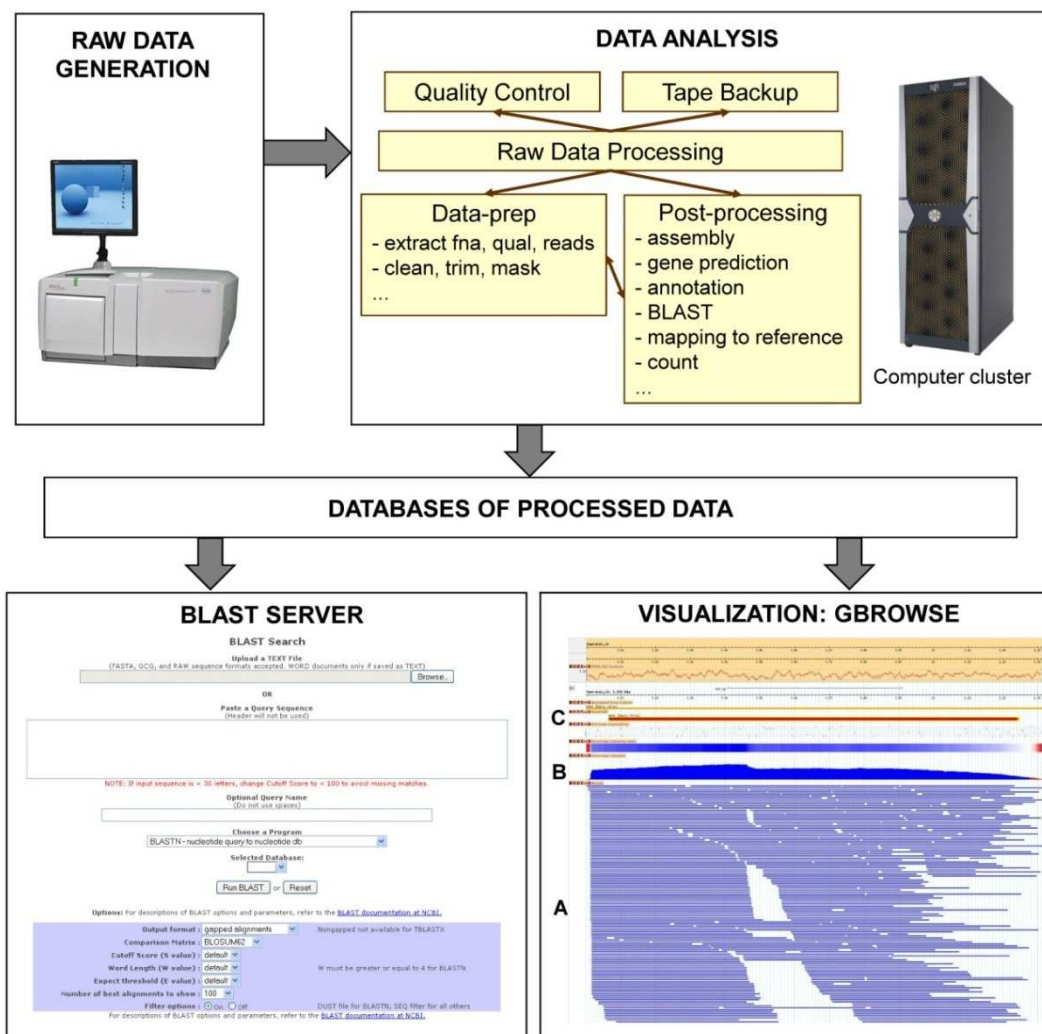 RAW DATA
GENERATION
DATA ANALYSIS
Quality Control
Tape Backup
Raw Data Processing
Data-prep
- extract fna, qual, reads
- clean, trim, mask
...
Post-processing
- assembly
- gene prediction
- annotation
- BLAST
- mapping to reference
- count
...
Computer cluster
DATABASES OF PROCESSED DATA
BLAST SERVER
BLAST Search
Upload a TEXT File
(FASTA, GCG, and RAW sequence formats accepted. WORD documents only if saved as TEXT)
Browse..
OR
Paste a Query Sequence
(Header will not be used)
NOTE: If input sequence is < 30 letters, change Cutoff Score to < 100 to avoid missing matches.
Optional Query Name
(Do not use spaces)
Choose a Program
BLASTN - nucleotide query to nucleotide db
Selected Database:
Run BLAST or Reset
Options: For descriptions of BLAST options and parameters, refer to the BLAST documentation at NCBI.
Output format : gapped alignments Nongapped not available for TBLASTX
Comparison Matrix : BLOSUM62
Cutoff Score (S value) : default
Word Length (W value) : default W must be greater or equal to 4 for BLASTN
Expect threshold (E value) : default
Number of best alignments to show : 100
Filter options : On Off DUST file for BLASTN, SEQ filter for all others
For descriptions of BLAST options and parameters, refer to the BLAST documentation at NCBI.
VISUALIZATION: GBROWSE
C
B
A